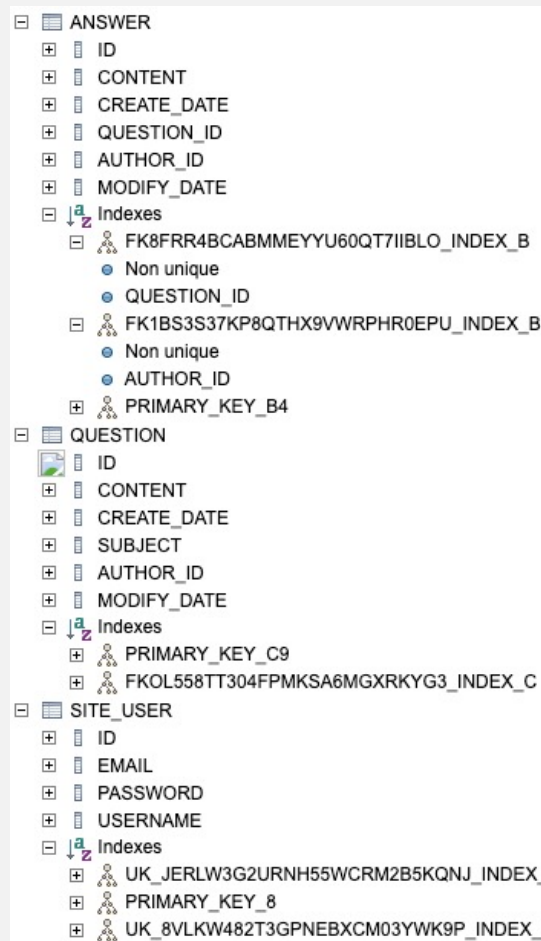 ANSWER
ID
CONTENT
CREATE_DATE
QUESTION_ID
AUTHOR_ID
MODIFY_DATE
Indexes
FK8FRR4BCABMMEYYU60QT7IIBLO_INDEX_B
Non unique
QUESTION_ID
FK1BS3S37KP8QTHX9VWRPHR0EPU_INDEX_B
Non unique
AUTHOR_ID
PRIMARY_KEY_B4
QUESTION
ID
CONTENT
CREATE_DATE
SUBJECT
AUTHOR_ID
MODIFY_DATE
Indexes
PRIMARY_KEY_C9
FKOL558TT304FPMKSA6MGXRKYG3_INDEX_C
SITE_USER
ID
EMAIL
PASSWORD
USERNAME
Indexes
UK_JERLW3G2URNH55WCRM2B5KQNJ_INDEX_
PRIMARY_KEY_8
UK_8VLKW482T3GPNEBXCM03YWK9P_INDEX_